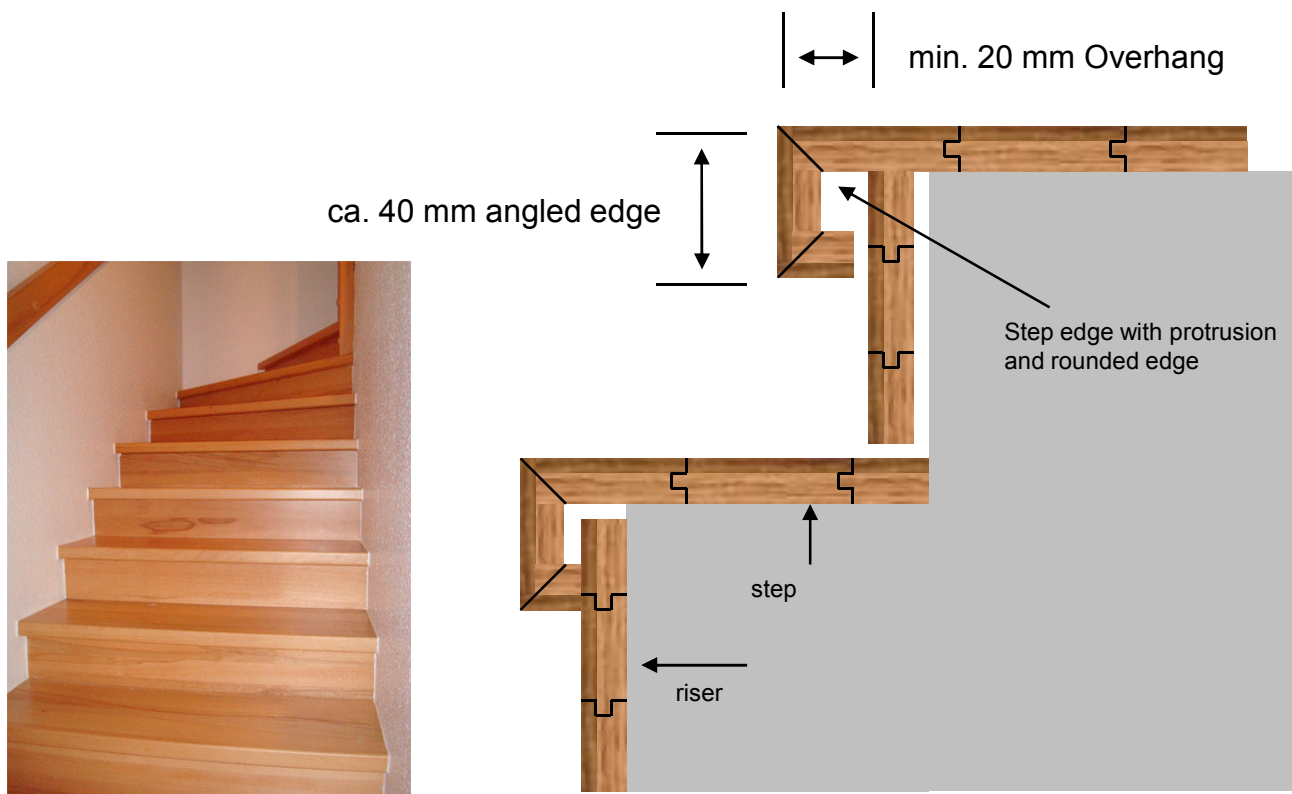 min. 20 mm Overhang
ca. 40 mm angled edge
Step edge with protrusion
and rounded edge
step
riser